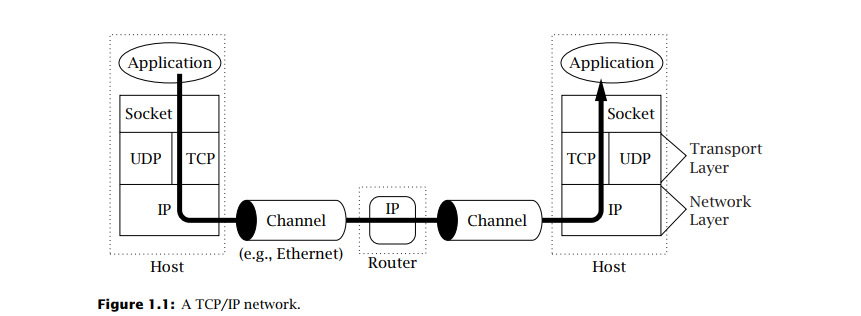 Application
Socket
UDP
TCP
IP
Host
Channel
(e.g., Ethernet)
IP
Router
Channel
Application
Socket
TCP
UDP
IP
Host
Transport
Layer
Network
Layer
Figure 1.1: A TCP/IP network.